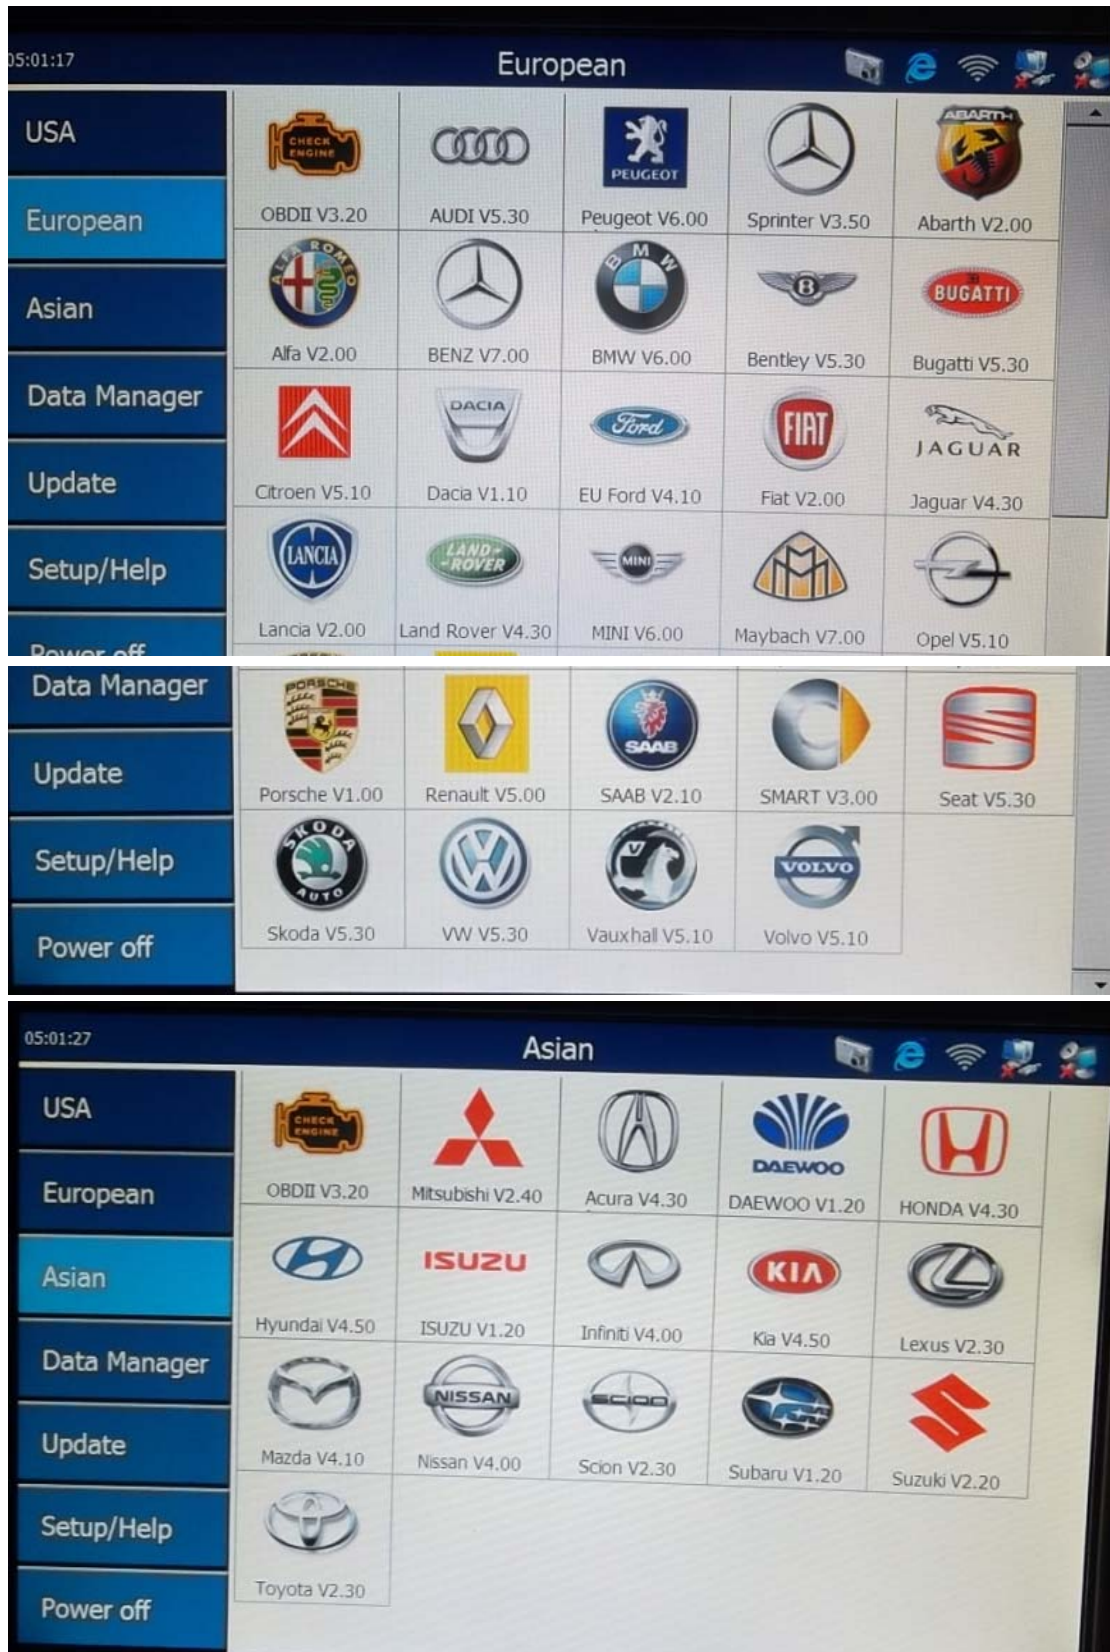 05:01:17
European
USA
European
Asian
Data Manager
Update
Setup/Help
Power off
CHECK ENGINE
PEUGEOT
ABARTH
OBDII V3.20
AUDI V5.30
Peugeot V6.00
Sprinter V3.50
Abarth V2.00
ALFA ROMEO
BMW
B
BUGATTI
Alfa V2.00
BENZ V7.00
BMW V6.00
Bentley V5.30
Bugatti V5.30
DACIA
Ford
FIAT
JAGUAR
Citroen V5.10
Dacia V1.10
EU Ford V4.10
Fiat V2.00
Jaguar V4.30
LANCIA
LAND-
-ROVER
MINI
Lancia V2.00
Land Rover V4.30
MINI V6.00
Maybach V7.00
Opel V5.10
Data Manager
Update
Setup/Help
Power off
PORSCHE
SAAB
Porsche V1.00
Renault V5.00
SAAB V2.10
SMART V3.00
Seat V5.30
SKODA
AUTO
VW
V
VOLVO
Skoda V5.30
VW V5.30
Vauxhall V5.10
Volvo V5.10
05:01:27
Asian
USA
European
Asian
Data Manager
Update
Setup/Help
Power off
CHECK ENGINE
DAEWOO
OBDII V3.20
Mitsubishi V2.40
Acura V4.30
DAEWOO V1.20
HONDA V4.30
ISUZU
KIA
Hyundai V4.50
ISUZU V1.20
Infiniti V4.00
Kia V4.50
Lexus V2.30
NISSAN
SCION
Mazda V4.10
Nissan V4.00
Scion V2.30
Subaru V1.20
Suzuki V2.20
Toyota V2.30